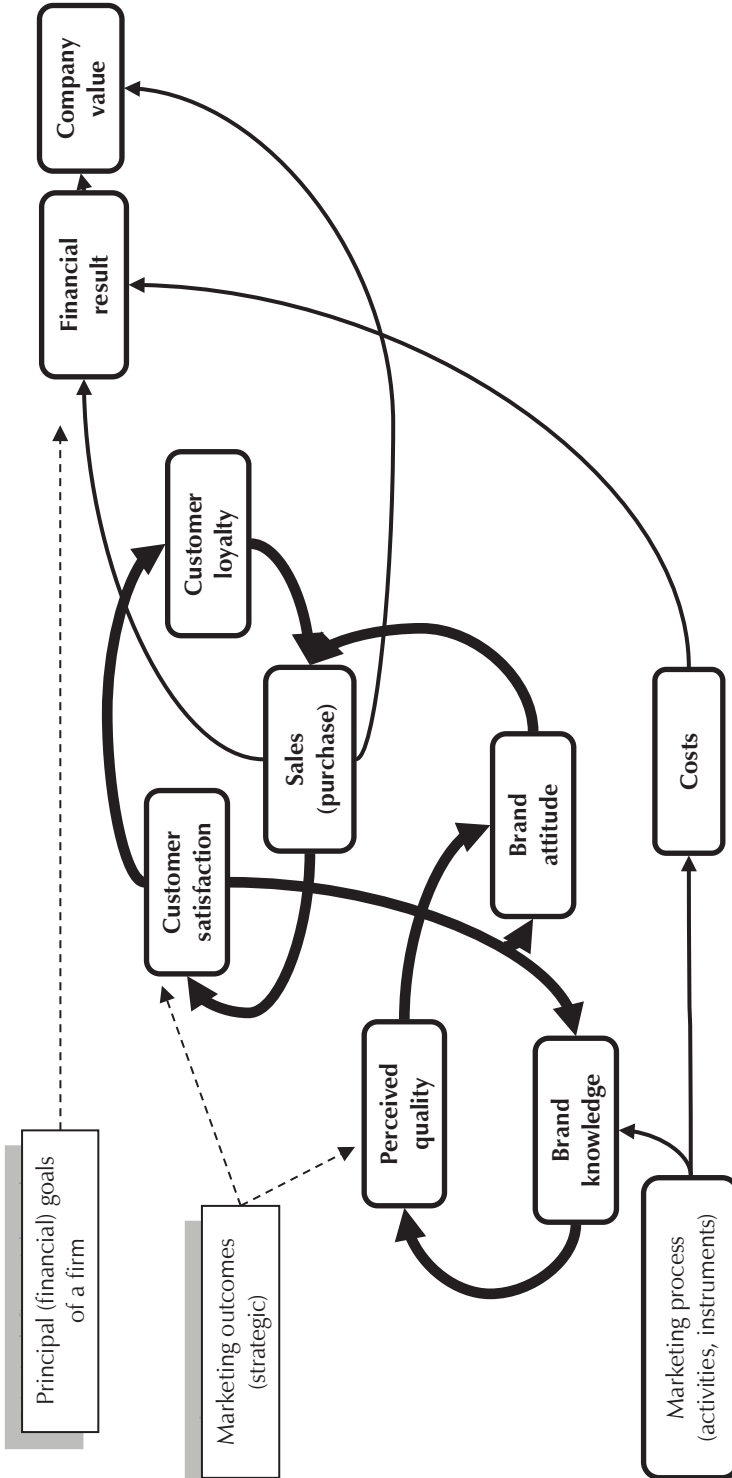 Principal (financial) goals
of a firm
Marketing outcomes
(strategic)
Marketing process
(activities, instruments)
Perceived
quality
Brand
knowledge
Customer
satisfaction
Sales
(purchase)
Brand
attitude
Costs
Customer
loyalty
Financial
result
Company
value